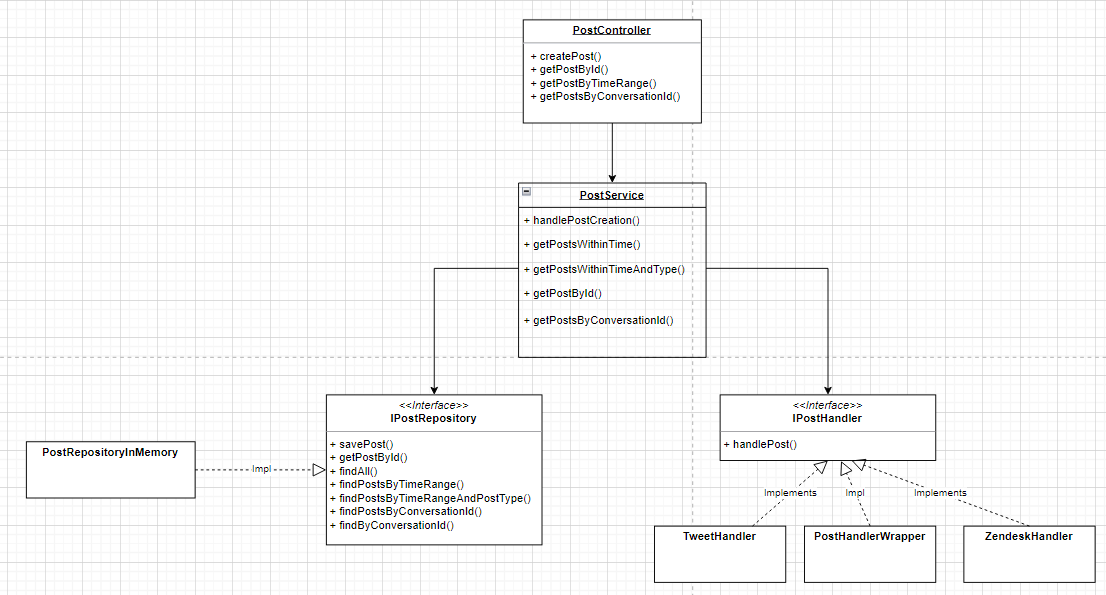 PostController
+ createPost()
+ getPostById()
+ getPostByTimeRange()
+ getPostsByConversationId()
PostService
+ handlePostCreation()
+ getPostsWithinTime()
+ getPostsWithinTimeAndType()
+ getPostById()
+ getPostsByConversationId()
<<Interface>>
IPostRepository
+ savePost()
+ getPostById()
+ findAll()
+ findPostsByTimeRange()
+ findPostsByTimeRangeAndPostType()
+ findPostsByConversationId()
+ findByConversationId()
<<Interface>>
IPostHandler
+ handlePost()
PostRepositoryInMemory
Impl
Implements
Impl
Implements
TweetHandler
PostHandlerWrapper
ZendeskHandler